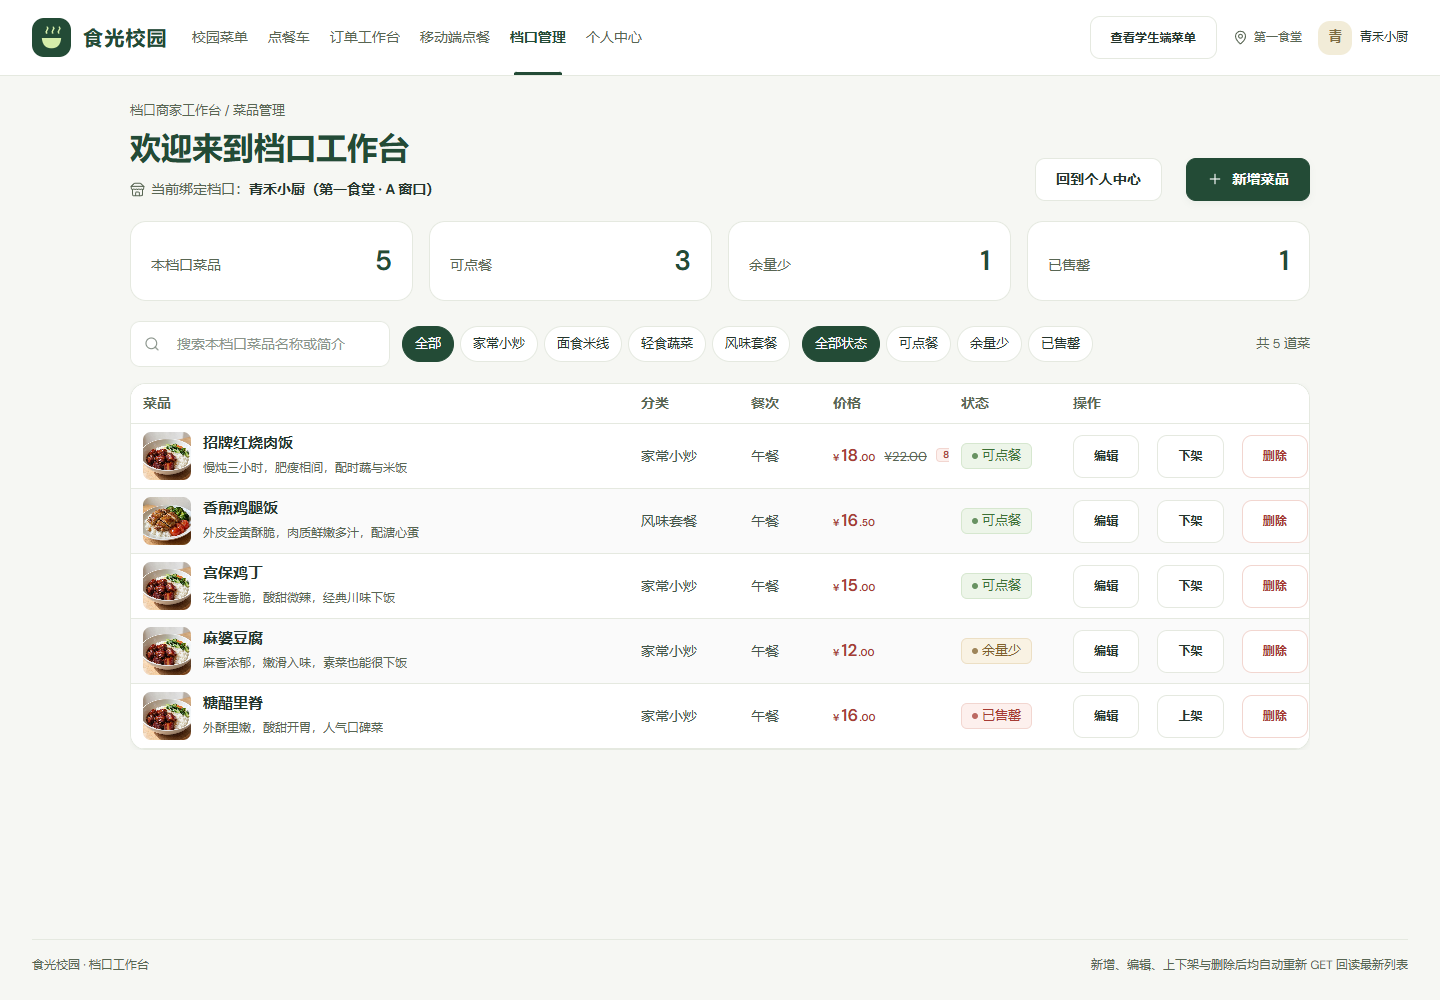 食光校园 校园菜单 点餐车 订单工作台 移动端点餐 档口管理 个人中心 查看学生端菜单 第一食堂 青 青禾小厨
档口商家工作台 / 菜品管理
欢迎来到档口工作台
当前绑定档口：青禾小厨（第一食堂 · A 窗口）
回到个人中心 + 新增菜品
本档口菜品 5 可点餐 3 余量少 1 已售罄 1
搜索本档口菜品名称或简介 全部 家常小炒 面食米线 轻食蔬菜 风味套餐 全部状态 可点餐 余量少 已售罄 共 5 道菜
菜品 分类 餐次 价格 状态 操作
招牌红烧肉饭
慢炖三小时，肥瘦相间，配时蔬与米饭
家常小炒 午餐 ¥18.00 ¥22.00 8 可点餐 编辑 下架 删除
香煎鸡腿饭
外皮金黄酥脆，肉质鲜嫩多汁，配溏心蛋
风味套餐 午餐 ¥16.50 可点餐 编辑 下架 删除
宫保鸡丁
花生香脆，酸甜微辣，经典川味下饭
家常小炒 午餐 ¥15.00 可点餐 编辑 下架 删除
麻婆豆腐
麻香浓郁，嫩滑入味，素菜也能很下饭
家常小炒 午餐 ¥12.00 余量少 编辑 下架 删除
糖醋里脊
外酥里嫩，酸甜开胃，人气口碑菜
家常小炒 午餐 ¥16.00 已售罄 编辑 上架 删除
食光校园 · 档口工作台
新增、编辑、上下架与删除后均自动重新 GET 回读最新列表